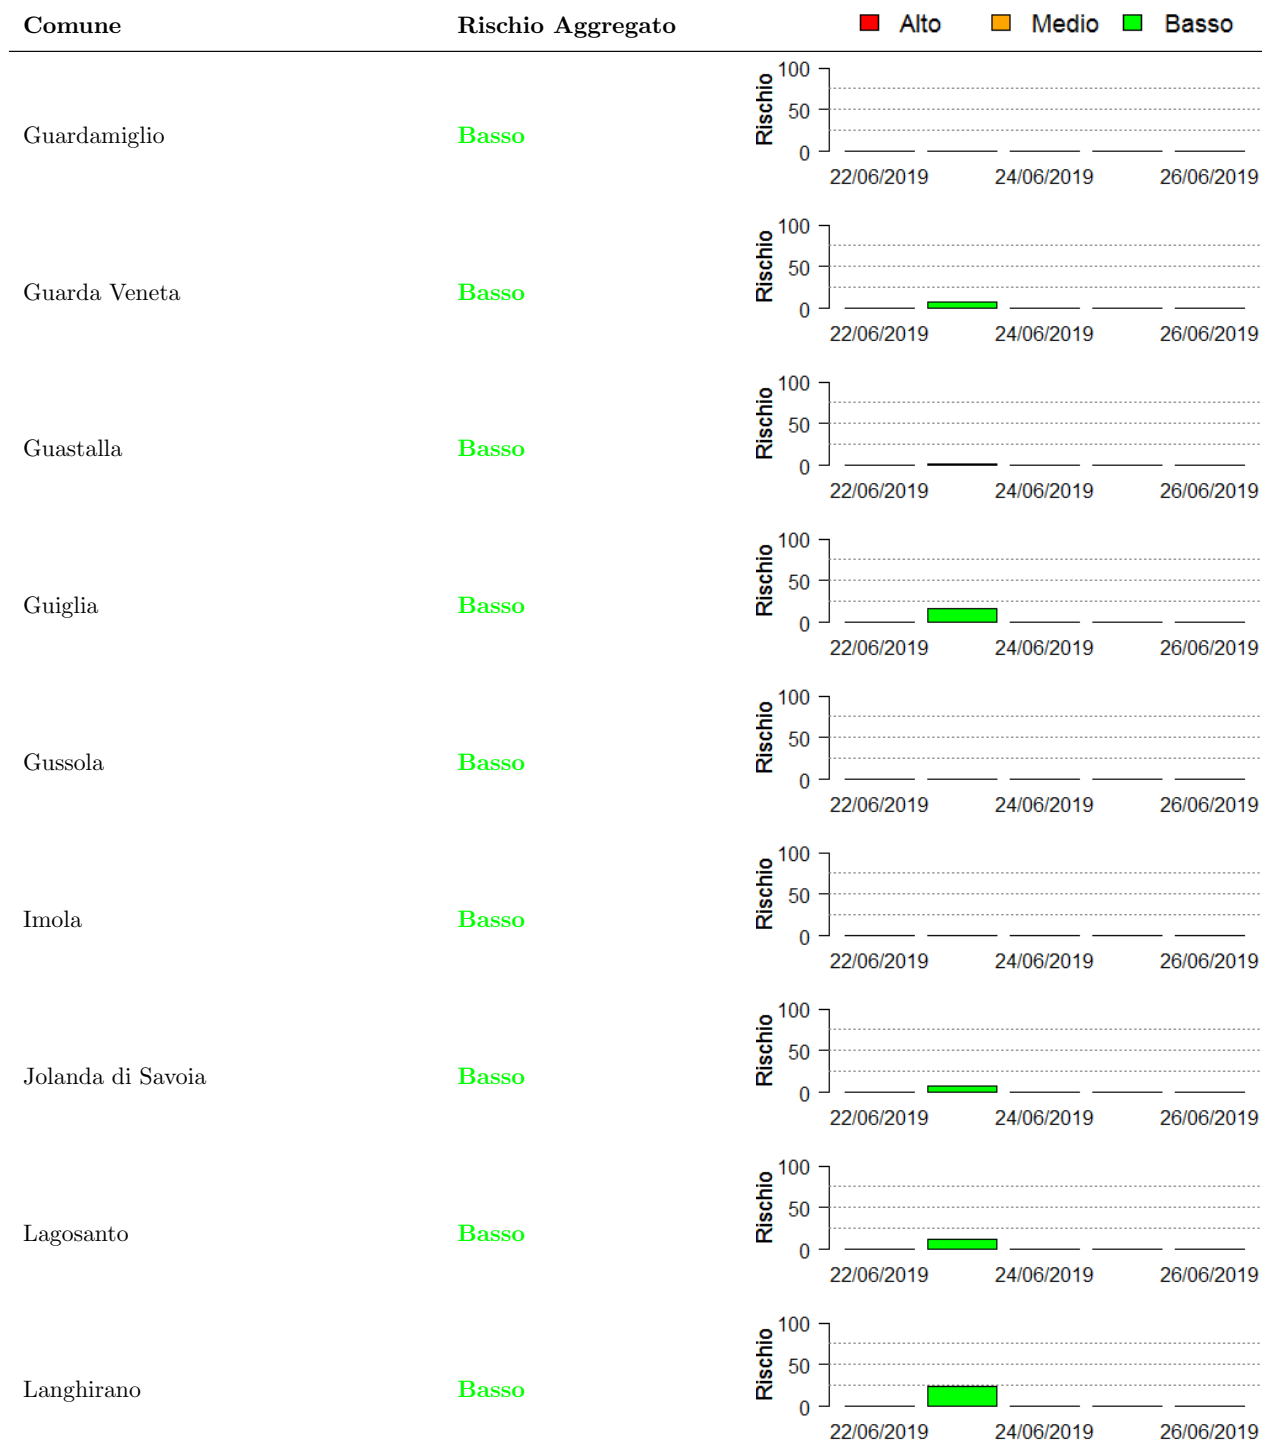 Comune Rischio Aggregato Alto Medio Basso
100
50
0
Rischio
Guardamiglio Basso
22/06/2019 24/06/2019 26/06/2019
100
50
0
Rischio
Guarda Veneta Basso
22/06/2019 24/06/2019 26/06/2019
100
50
0
Rischio
Guastalla Basso
22/06/2019 24/06/2019 26/06/2019
100
50
0
Rischio
Guiglia Basso
22/06/2019 24/06/2019 26/06/2019
100
50
0
Rischio
Gussola Basso
22/06/2019 24/06/2019 26/06/2019
100
50
0
Rischio
Imola Basso
22/06/2019 24/06/2019 26/06/2019
100
50
0
Rischio
Jolanda di Savoia Basso
22/06/2019 24/06/2019 26/06/2019
100
50
0
Rischio
Lagosanto Basso
22/06/2019 24/06/2019 26/06/2019
100
50
0
Rischio
Langhirano Basso
22/06/2019 24/06/2019 26/06/2019